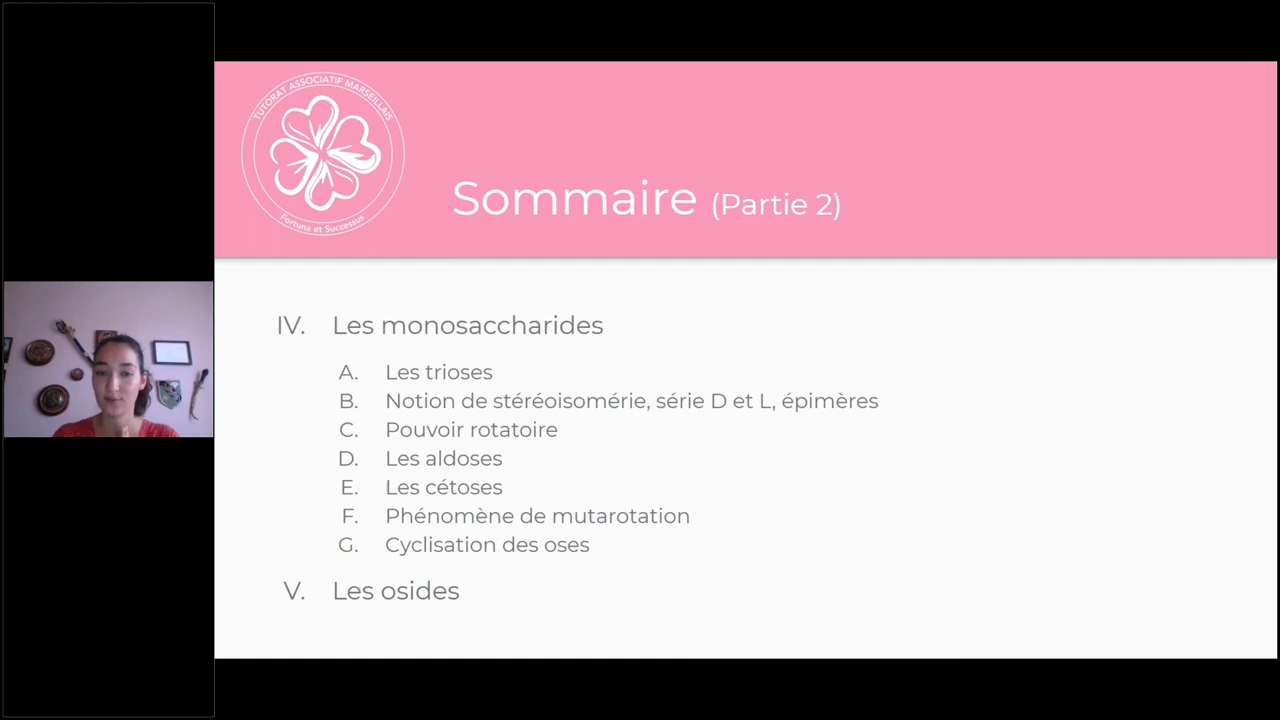 TUTORAT ASSOCIATIF MARSEILLAIS
Fortuna et Successus
Sommaire (Partie 2)
IV. Les monosaccharides
A. Les trioses
B. Notion de stéréoisomérie, série D et L, épimères
C. Pouvoir rotatoire
D. Les aldoses
E. Les cétoses
F. Phénomène de mutarotation
G. Cyclisation des oses
V. Les osides